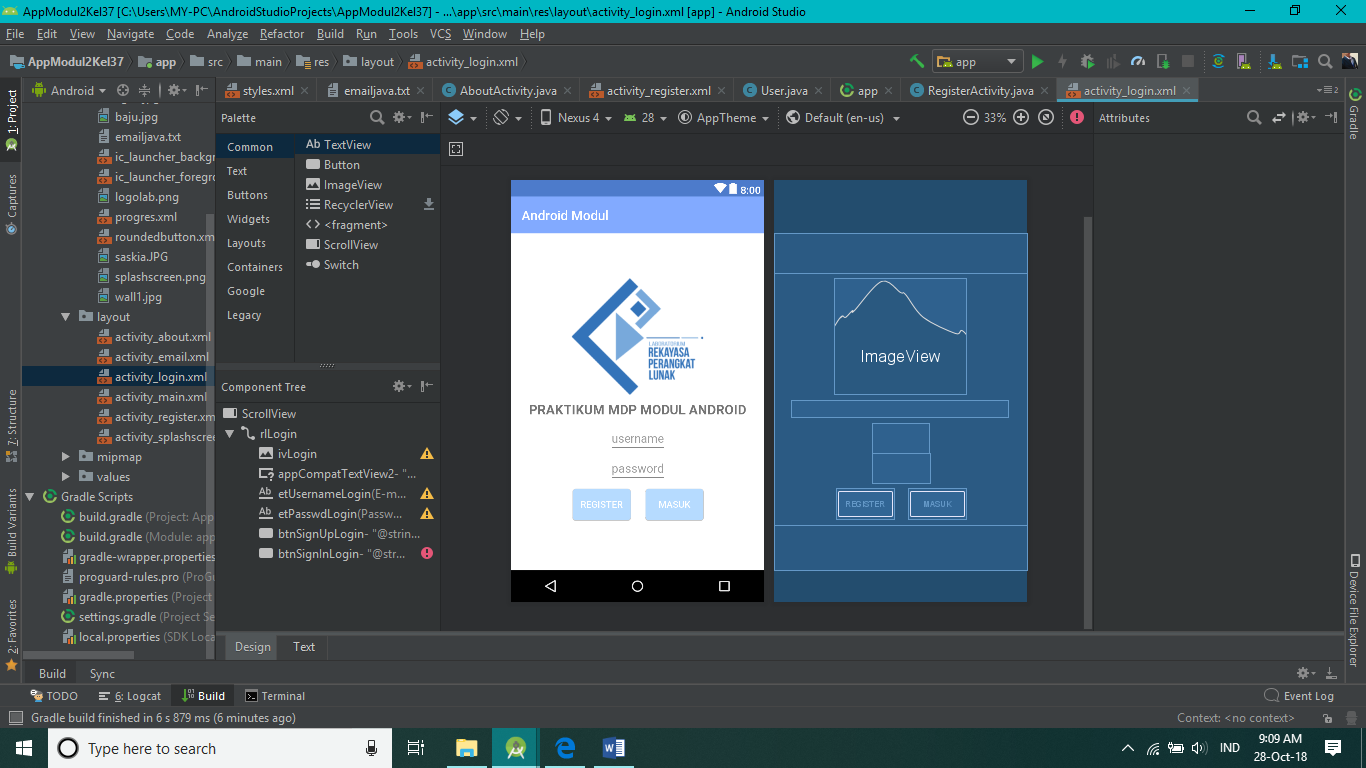 AppModul2Kel37 [C:\Users\MY-PC\AndroidStudioProjects\AppModul2Kel37] - ...\app\src\main\res\layout\activity_login.xml [app] - Android Studio
File Edit View Navigate Code Analyze Refactor Build Run Tools VCS Window Help
AppModul2Kel37 app src main res layout activity_login.xml app
1: Project
Captures
7: Structure
Build Variants
2: Favorites
Android
baju.jpg
emailjava.txt
ic_launcher_backgr
ic_launcher_foregro
logolab.png
progres.xml
roundedbutton.xm
saskia.JPG
splashscreen.png
wall1.jpg
layout
activity_about.xml
activity_email.xml
activity_login.xml
activity_main.xml
activity_register.xm
activity_splashscree
mipmap
values
Gradle Scripts
build.gradle (Project: App
build.gradle (Module: app
gradle-wrapper.properties
proguard-rules.pro (ProG
gradle.properties (Project
settings.gradle (Project Se
local.properties (SDK Loca
styles.xml emailjava.txt AboutActivity.java activity_register.xml User.java app RegisterActivity.java activity_login.xml
Palette
Common
Text
Buttons
Widgets
Layouts
Containers
Google
Legacy
Ab TextView
Button
ImageView
RecyclerView
<fragment>
ScrollView
Switch
Component Tree
ScrollView
rlLogin
ivLogin
appCompatTextView2- "...
Ab etUsernameLogin(E-m...
Ab etPasswdLogin(Passw...
btnSignUpLogin- "@strin...
btnSignInLogin- "@str...
Nexus 4 28 AppTheme Default (en-us) 33%
Attributes
8:00
Android Modul
LABORATORIUM
REKAYASA
PERANGKAT
LUNAK
PRAKTIKUM MDP MODUL ANDROID
username
password
REGISTER MASUK
ImageView
REGISTER MASUK
Gradle
Device File Explorer
Design Text
Build Sync
TODO 6: Logcat Build Terminal Event Log
Gradle build finished in 6 s 879 ms (6 minutes ago) Context: <no context>
Type here to search
IND
9:09 AM
28-Oct-18